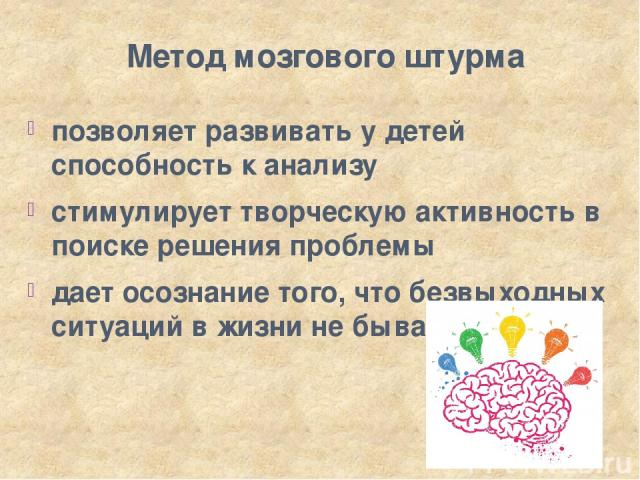 Метод мозгового штурма
позволяет развивать у детей
способность к анализу
стимулирует творческую активность в
поиске решения проблемы
дает осознание того, что безвыходных
ситуаций в жизни не быва